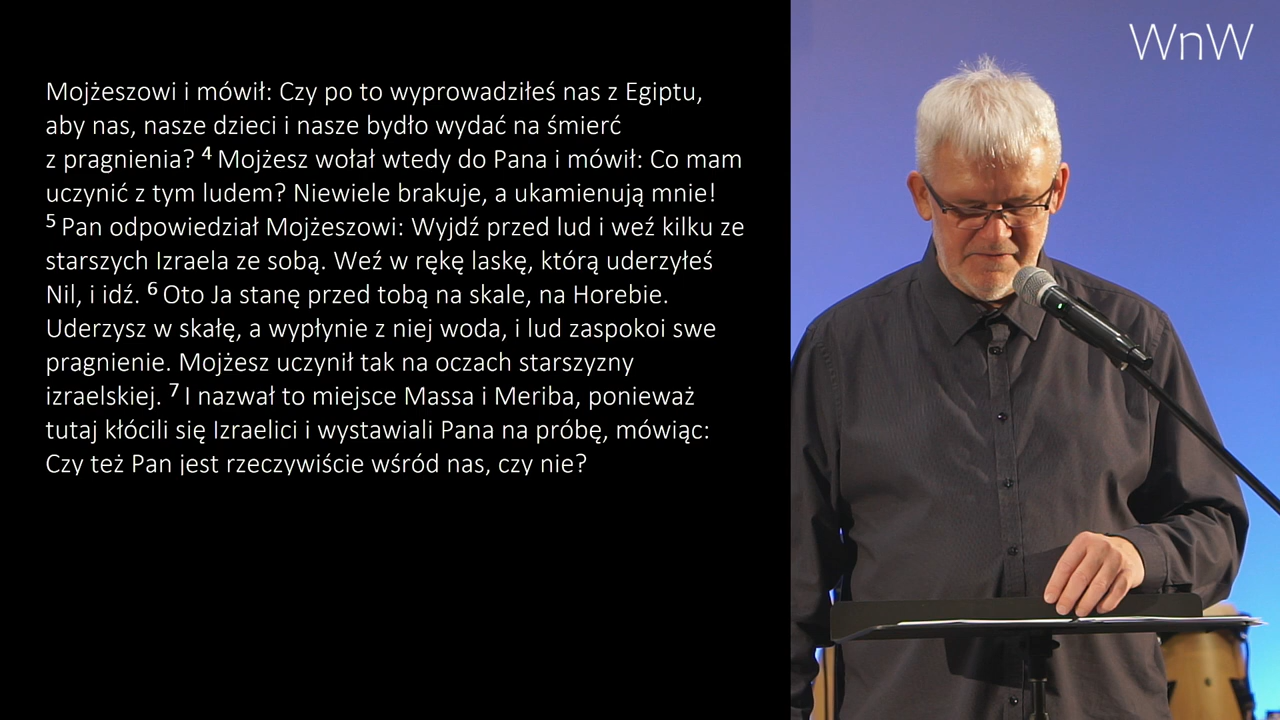 Mojżeszowi i mówił: Czy po to wyprowadziłeś nas z Egiptu,
aby nas, nasze dzieci i nasze bydło wydać na śmierć
z pragnienia? 4 Mojżesz wołał wtedy do Pana i mówił: Co mam
uczynić z tym ludem? Niewiele brakuje, a ukamienują mnie!
5 Pan odpowiedział Mojżeszowi: Wyjdź przed lud i weź kilku ze
starszych Izraela ze sobą. Weź w rękę laskę, którą uderzyłeś
Nil, i idź. 6 Oto Ja stanę przed tobą na skale, na Horebie.
Uderzysz w skałę, a wypłynie z niej woda, i lud zaspokoi swe
pragnienie. Mojżesz uczynił tak na oczach starszyzny
izraelskiej. 7 I nazwał to miejsce Massa i Meriba, ponieważ
tutaj kłócili się Izraelici i wystawiali Pana na próbę, mówiąc:
Czy też Pan jest rzeczywiście wśród nas, czy nie?
WnW